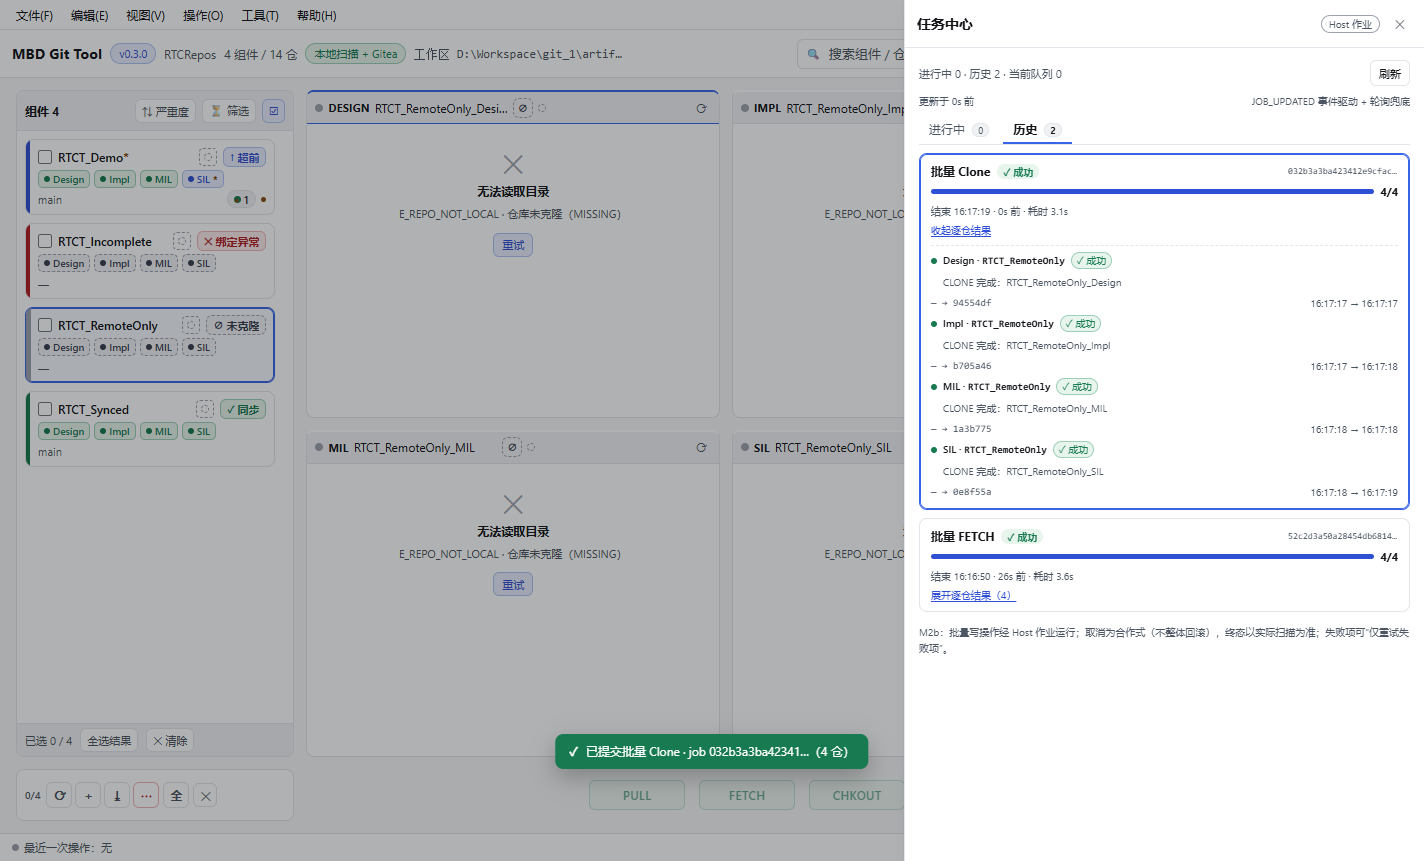 文件(F) 编辑(E) 视图(V) 操作(O) 工具(T) 帮助(H)
MBD Git Tool v0.3.0 RTCRepos 4 组件 / 14 仓 本地扫描 + Gitea 工作区 D:\Workspace\git_1\artif… 搜索组件 / 仓
组件 4 严重度 筛选
RTCT_Demo* ↑ 超前
Design Impl MIL SIL *
main 1
RTCT_Incomplete ✕ 绑定异常
Design Impl MIL SIL
—
RTCT_RemoteOnly ⊘ 未克隆
Design Impl MIL SIL
—
RTCT_Synced ✓ 同步
Design Impl MIL SIL
main
已选 0 / 4 全选结果 ✕ 清除
0/4 ⟳ + ⤓ ⋯ 全 ✕
最近一次操作：无
DESIGN RTCT_RemoteOnly_Desi… ⊘
无法读取目录
E_REPO_NOT_LOCAL · 仓库未克隆（MISSING）
重试
IMPL RTCT_RemoteOnly_Imp
E_REPO_NOT_LO
MIL RTCT_RemoteOnly_MIL ⊘
无法读取目录
E_REPO_NOT_LOCAL · 仓库未克隆（MISSING）
重试
SIL RTCT_RemoteOnly_SIL
E_REPO_NOT_LO
✓ 已提交批量 Clone · job 032b3a3ba42341…（4 仓）
PULL FETCH CHKOUT
任务中心 Host 作业 ✕
进行中 0 · 历史 2 · 当前队列 0 刷新
更新于 0s 前 JOB_UPDATED 事件驱动 + 轮询兜底
进行中 0 历史 2
批量 Clone ✓ 成功 032b3a3ba423412e9cfac…
4/4
结束 16:17:19 · 0s 前 · 耗时 3.1s
收起逐仓结果
Design · RTCT_RemoteOnly ✓ 成功
CLONE 完成：RTCT_RemoteOnly_Design
— → 94554df 16:17:17 → 16:17:17
Impl · RTCT_RemoteOnly ✓ 成功
CLONE 完成：RTCT_RemoteOnly_Impl
— → b705a46 16:17:17 → 16:17:18
MIL · RTCT_RemoteOnly ✓ 成功
CLONE 完成：RTCT_RemoteOnly_MIL
— → 1a3b775 16:17:18 → 16:17:18
SIL · RTCT_RemoteOnly ✓ 成功
CLONE 完成：RTCT_RemoteOnly_SIL
— → 0e8f55a 16:17:18 → 16:17:19
批量 FETCH ✓ 成功 52c2d3a50a28454db6814…
4/4
结束 16:16:50 · 26s 前 · 耗时 3.6s
展开逐仓结果（4）
M2b：批量写操作经 Host 作业运行；取消为合作式（不整体回滚），终态以实际扫描为准；失败项可“仅重试失
败项”。